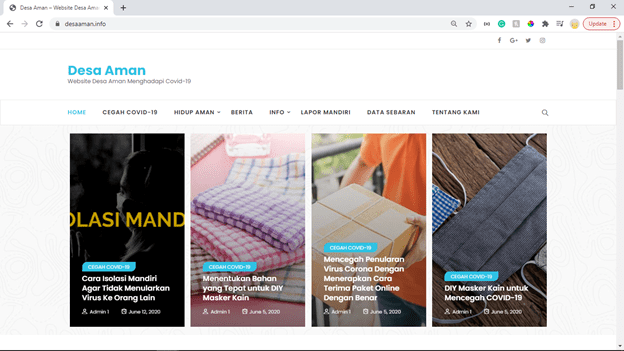 Desa Aman – Website Desa Aman
desaaman.info
Update
Desa Aman
Website Desa Aman Menghadapi Covid-19
HOME
CEGAH COVID-19
HIDUP AMAN
BERITA
INFO
LAPOR MANDIRI
DATA SEBARAN
TENTANG KAMI
OLASI MANDI
CEGAH COVID-19
Cara Isolasi Mandiri
Agar Tidak Menularkan
Virus Ke Orang Lain
Admin 1 June 12, 2020
CEGAH COVID-19
Menentukan Bahan
yang Tepat untuk DIY
Masker Kain
Admin 1 June 5, 2020
CEGAH COVID-19
Mencegah Penularan
Virus Corona Dengan
Menerapkan Cara
Terima Paket Online
Dengan Benar
Admin 1 June 5, 2020
CEGAH COVID-19
DIY Masker Kain untuk
Mencegah COVID-19
Admin 1 June 5, 2020